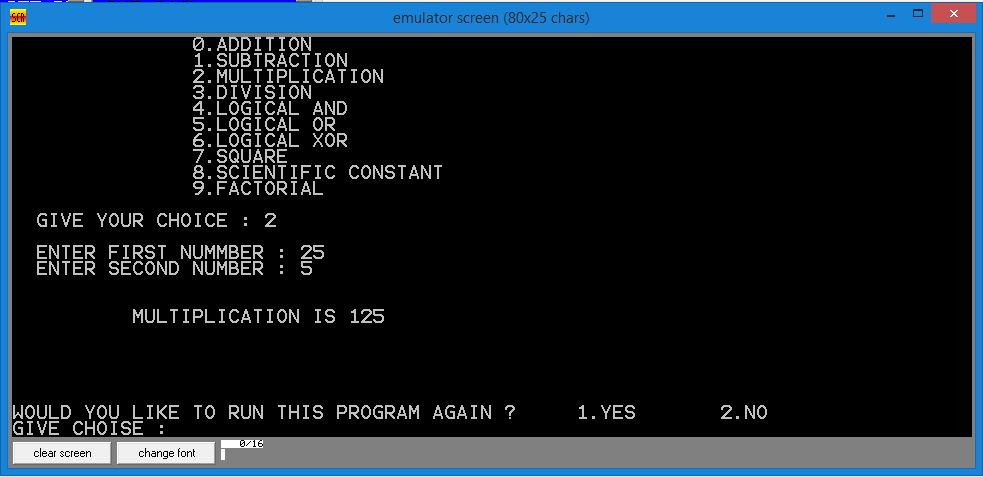 SCR
emulator screen (80x25 chars)
0.ADDITION
1.SUBTRACTION
2.MULTIPLICATION
3.DIVISION
4.LOGICAL AND
5.LOGICAL OR
6.LOGICAL XOR
7.SQUARE
8.SCIENTIFIC CONSTANT
9.FACTORIAL
GIVE YOUR CHOICE : 2
ENTER FIRST NUMMBER : 25
ENTER SECOND NUMBER : 5
MULTIPLICATION IS 125
WOULD YOU LIKE TO RUN THIS PROGRAM AGAIN ? 1.YES 2.NO
GIVE CHOISE :
clear screen change font 0/16